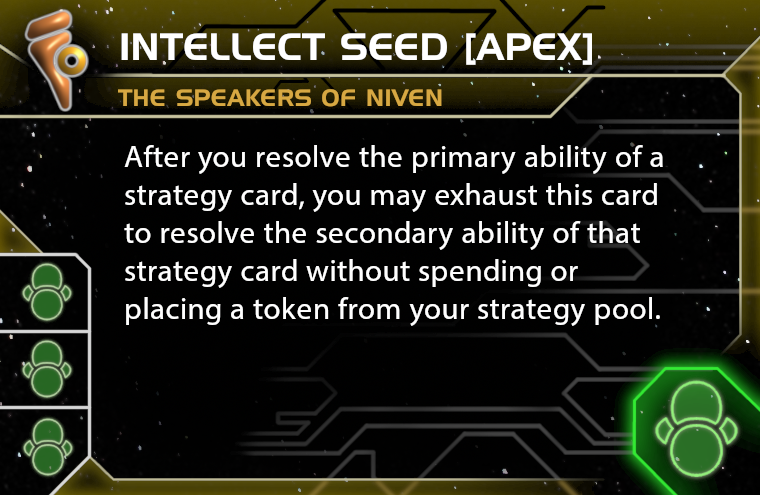 INTELLECT SEED [APEX]
THE SPEAKERS OF NIVEN
After you resolve the primary ability of a
strategy card, you may exhaust this card
to resolve the secondary ability of that
strategy card without spending or
placing a token from your strategy pool.